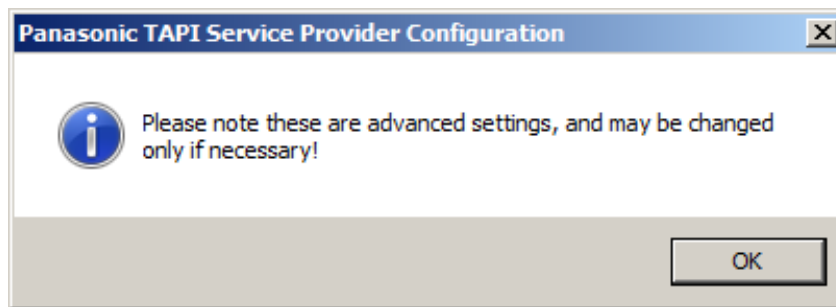 Panasonic TAPI Service Provider Configuration
Please note these are advanced settings, and may be changed
only if necessary!
OK